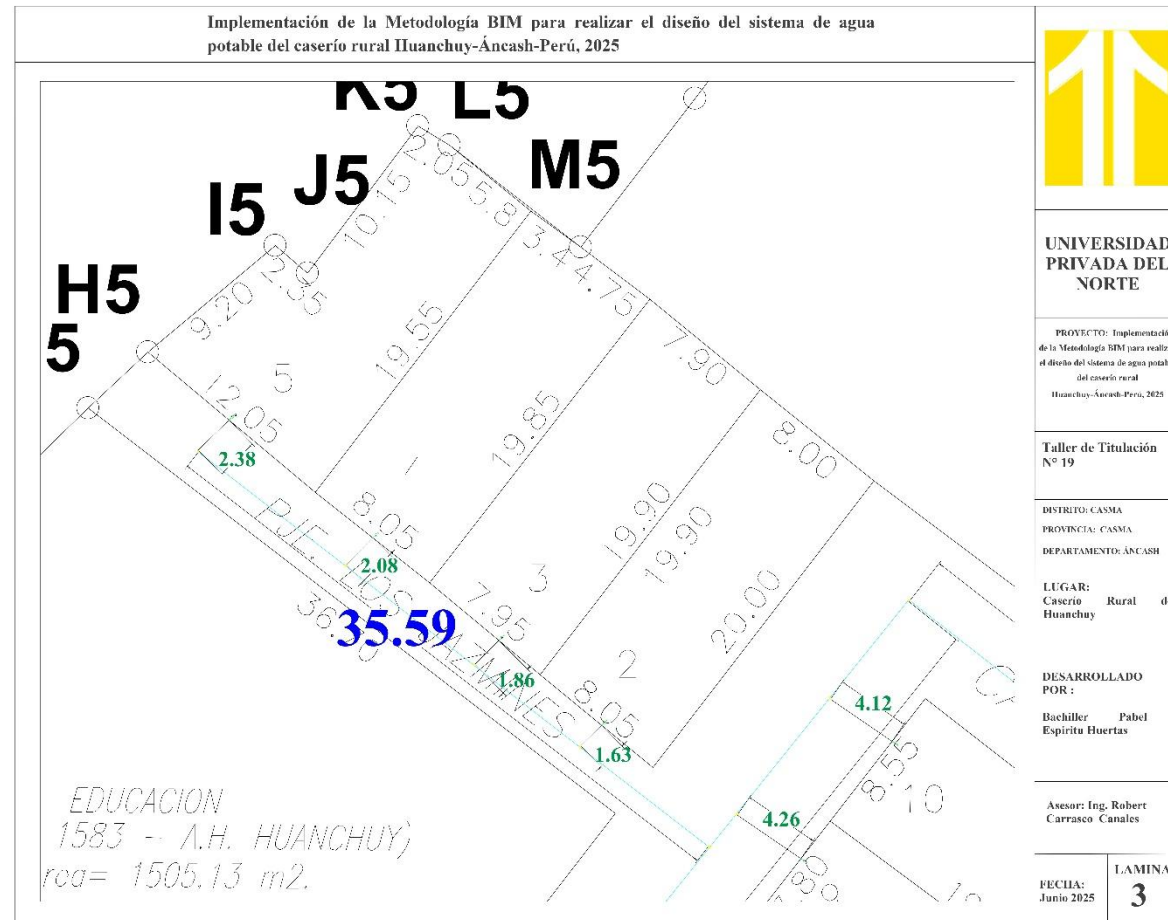 Implementación de la Metodología BIM para realizar el diseño del sistema de agua
potable del caserío rural Huanchuy-Áncash-Perú, 2025
K5
L5
M5
J5
I5
H5
5
2.05
5.8
3.4
4.75
10.15
2.35
9.20
7.90
8.00
19.55
19.85
19.90
19.90
20.00
5
12.05
2.38
1
8.05
2.08
3
7.95
1.86
2
8.05
1.63
PJE. LOS JAZMINES
35.59
4.12
4.26
8.55
10
EDUCACION
1583 - A.H. HUANCHUY)
rea= 1505.13 m2.
UNIVERSIDAD
PRIVADA DEL
NORTE
PROYECTO: Implementació
de la Metodología BIM para realiz
el diseño del sistema de agua potab
del caserío rural
Huanchuy-Áncash-Perú, 2025
Taller de Titulación
N° 19
DISTRITO: CASMA
PROVINCIA: CASMA
DEPARTAMENTO: ÁNCASH
LUGAR:
Caserío Rural d
Huanchuy
DESARROLLADO
POR :
Bachiller Pabel
Espiritu Huertas
Asesor: Ing. Robert
Carrasco Canales
FECHA:
Junio 2025
LAMINA
3